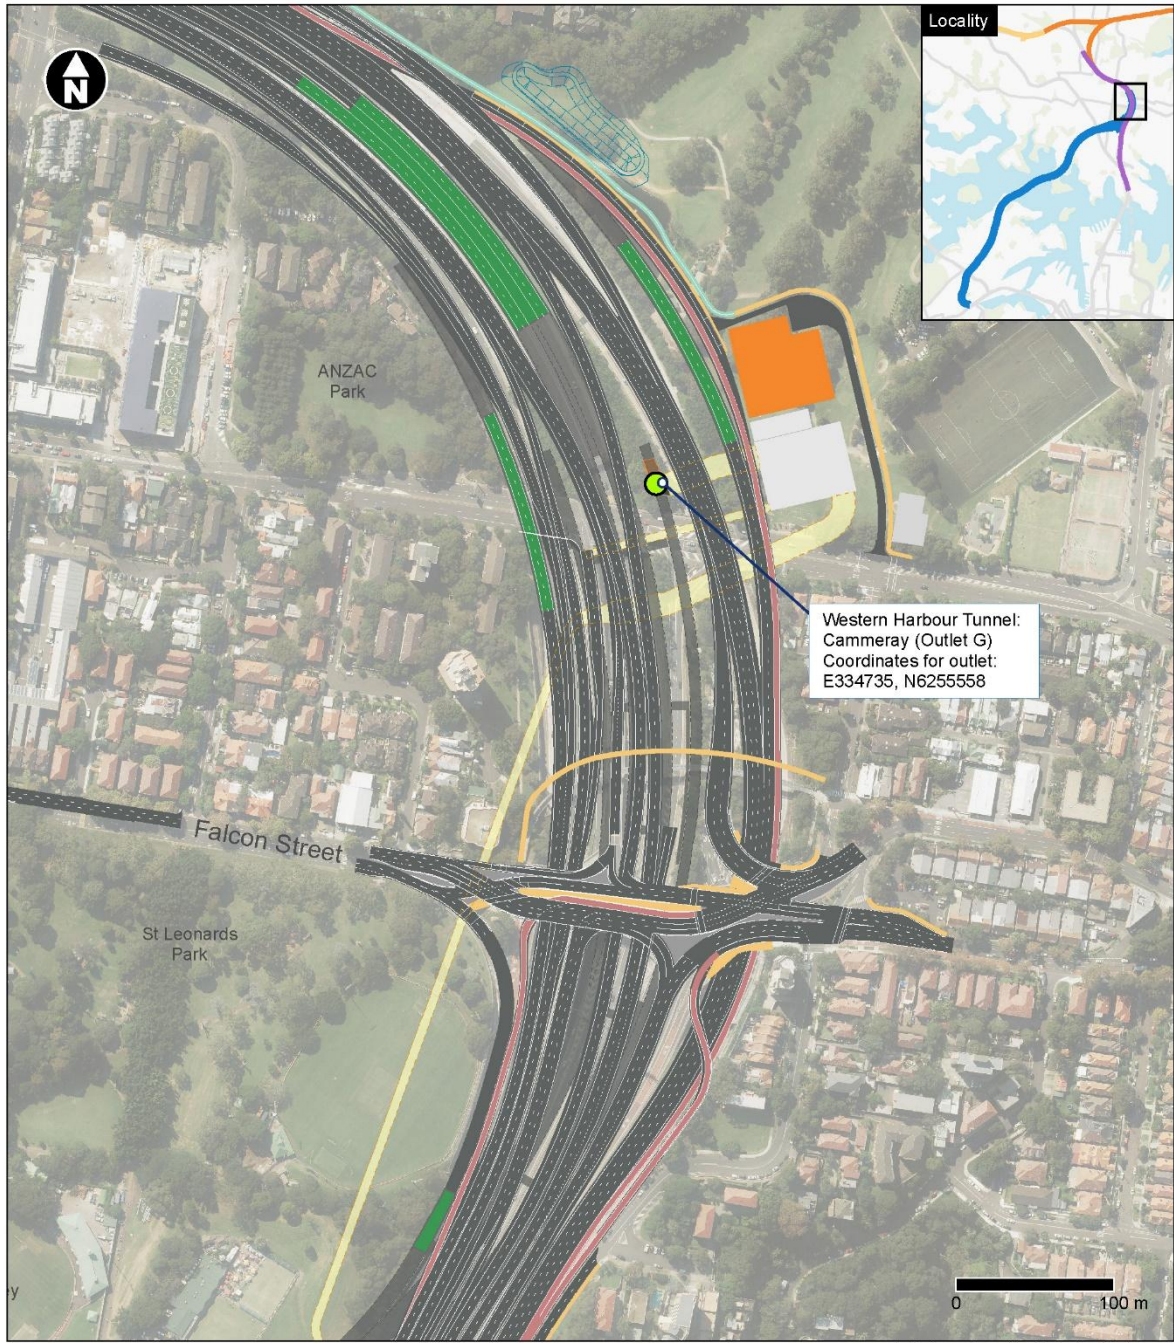 Locality
N
ANZAC
Park
Western Harbour Tunnel:
Cammeray (Outlet G)
Coordinates for outlet:
E334735, N6255558
Falcon Street
St Leonards
Park
ey
0
100 m